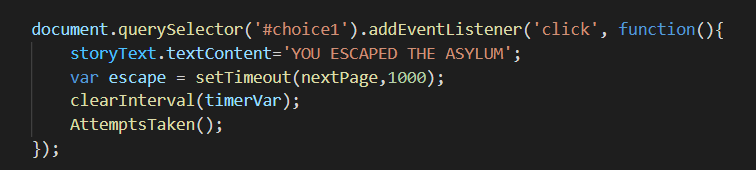 document.querySelector('#choice1').addEventListener('click', function(){
    storyText.textContent='YOU ESCAPED THE ASYLUM';
    var escape = setTimeout(nextPage,1000);
    clearInterval(timerVar);
    AttemptsTaken();
});